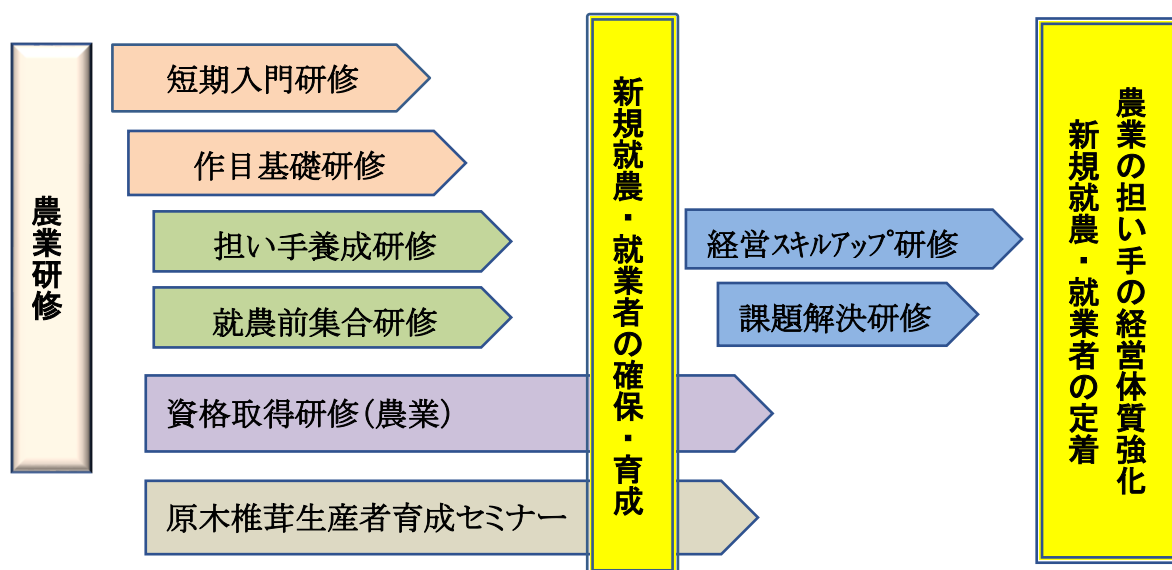 農業研修
短期入門研修
作目基礎研修
担い手養成研修
就農前集合研修
資格取得研修（農業）
原木椎茸生産者育成セミナー
新規就農・就業者の確保・育成
経営スキルアップ研修
課題解決研修
農業の担い手の経営体質強化
新規就農・就業者の定着